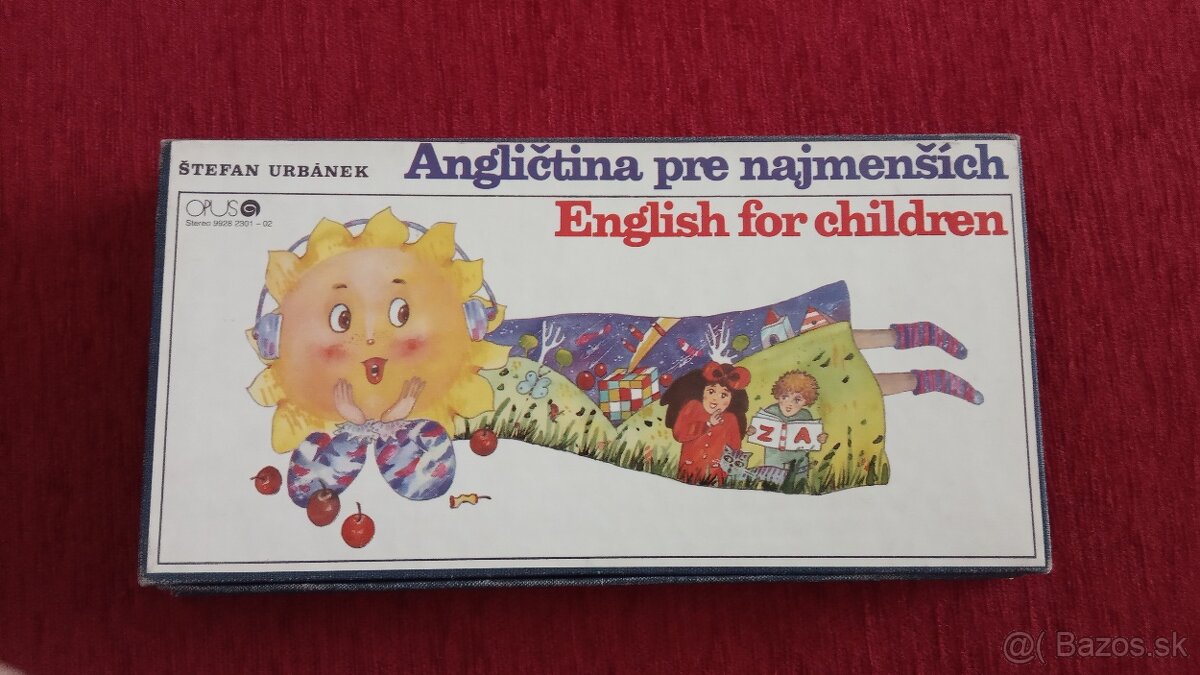 ŠTEFAN URBÁNEK
Angličtina pre najmenších
English for children
OPUS
Stereo 9928 2301 - 02
Z A
@( Bazos.sk